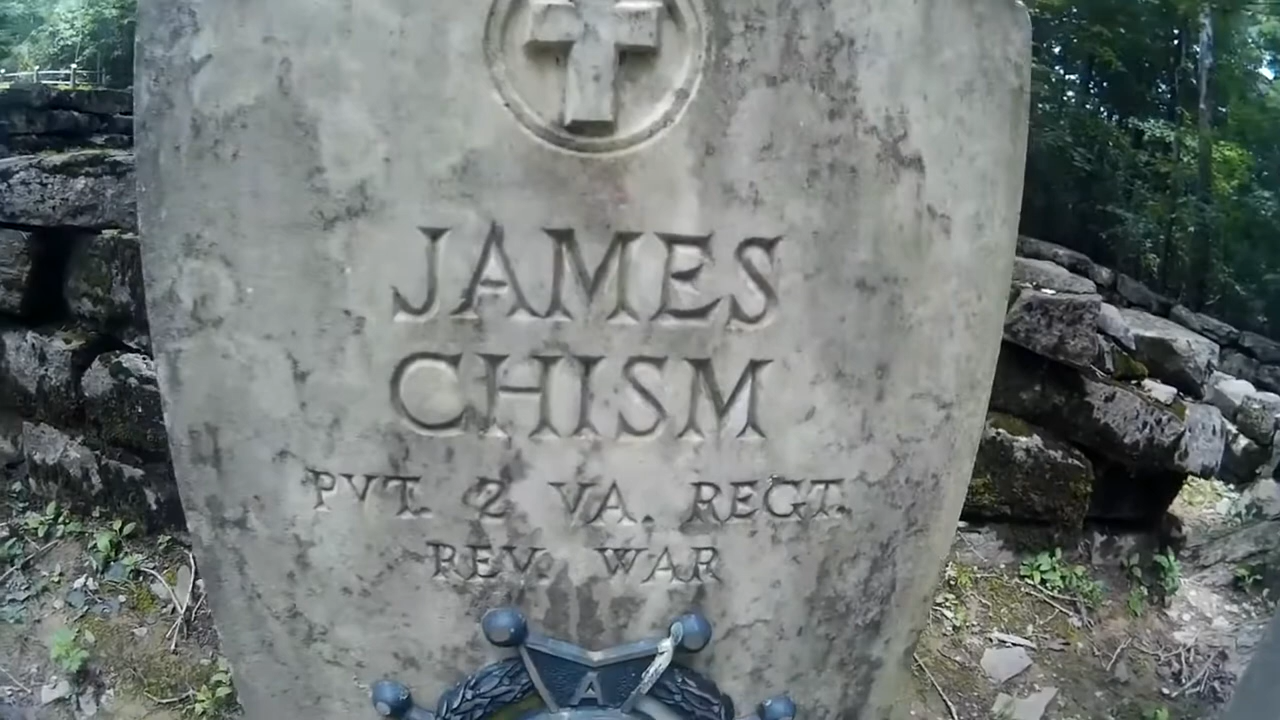 JAMES
CHISM
PVT. 2 VA. REGT.
REV. WAR
A